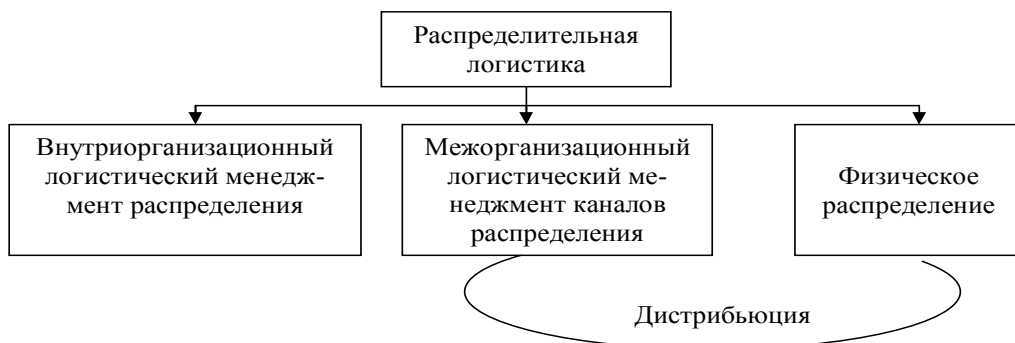 Распределительная
логистика
Внутриорганизационный
логистический менедж-
мент распределения
Межорганизационный
логистический ме-
неджмент каналов
распределения
Физическое
распределение
Дистрибьюция